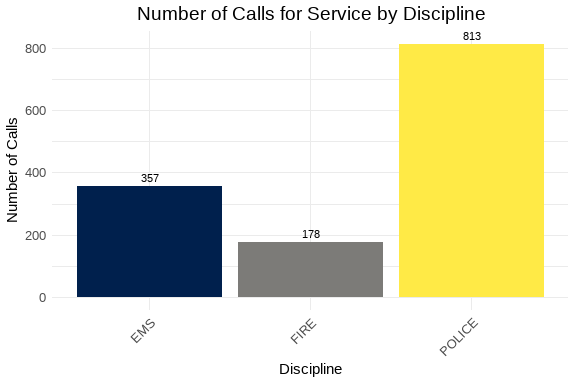 Number of Calls for Service by Discipline
Number of Calls
800
600
400
200
0
357
178
813
EMS
FIRE
POLICE
Discipline